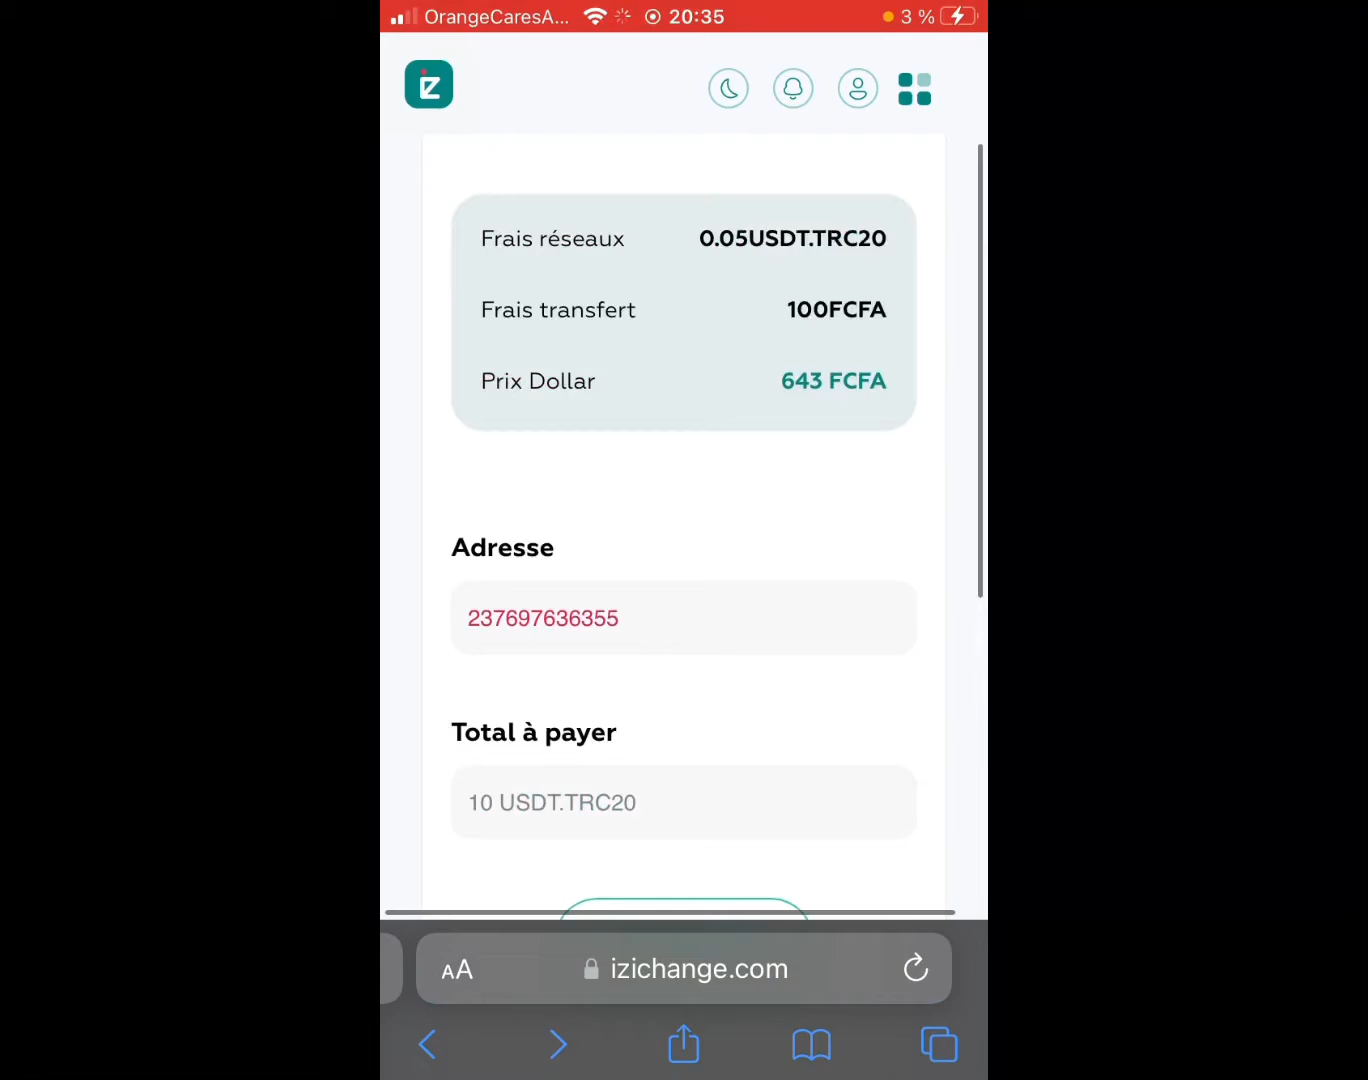 OrangeCaresA... 20:35 3 %
iz
Frais réseaux 0.05USDT.TRC20
Frais transfert 100FCFA
Prix Dollar 643 FCFA
Adresse
237697636355
Total à payer
10 USDT.TRC20
AA izichange.com